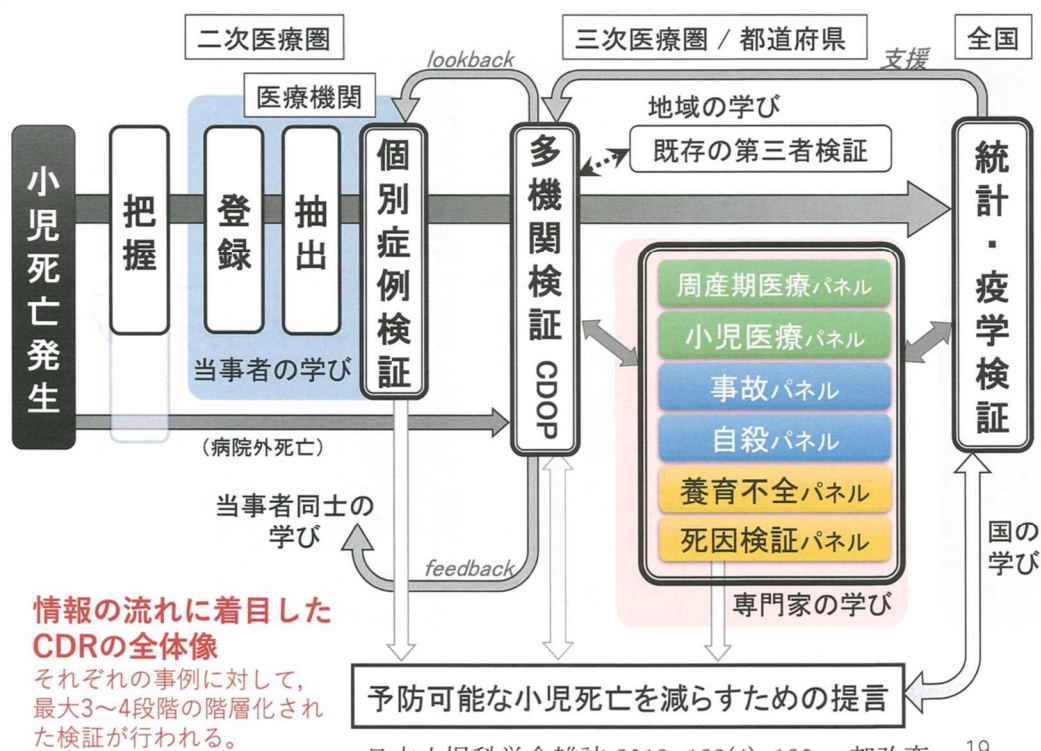 二次医療圏
三次医療圏 / 都道府県
全国
lookback
支援
医療機関
地域の学び
既存の第三者検証
小児死亡発生
把握
登録
抽出
個別症例検証
多機関検証 CDOP
統計・疫学検証
周産期医療パネル
小児医療パネル
事故パネル
自殺パネル
養育不全パネル
死因検証パネル
当事者の学び
(病院外死亡)
当事者同士の
学び
feedback
専門家の学び
国の
学び
情報の流れに着目した
CDRの全体像
それぞれの事例に対して,
最大3〜4段階の階層化され
た検証が行われる。
予防可能な小児死亡を減らすための提言
19